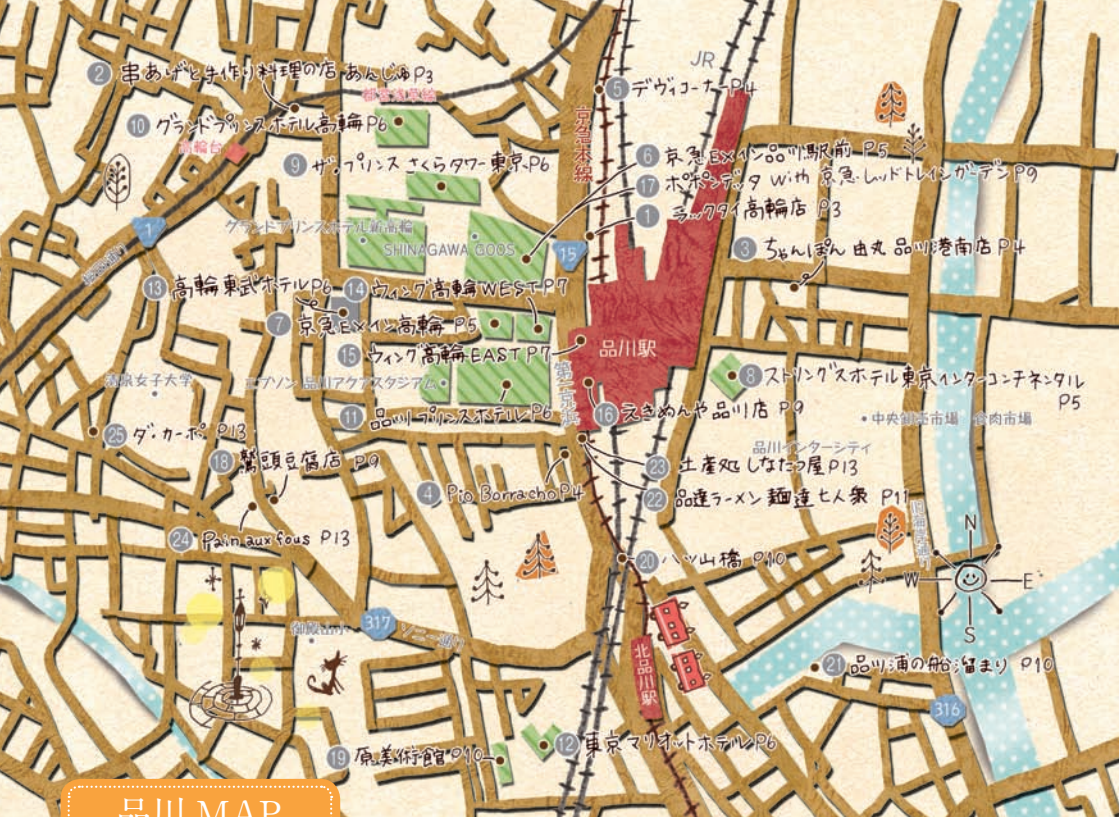 JR
② 串あげと手作り料理の店 あんじゅ P3
⑤ デヴィコーナー P4
都営浅草線
京急本線
⑩ グランドプリンスホテル高輪 P6
高輪台
⑥ 京急EXイン品川駅前 P5
⑨ ザ・プリンス さくらタワー東京 P6
⑰ ポポンデッタ with 京急・レッドトレインガーデン P9
① ラックタイ高輪店 P3
グランドプリンスホテル新高輪
1
SHINAGAWA GOOS
15
③ ちゃんぽん 由丸 品川港南店 P4
桜田通り
⑬ 高輪東武ホテル P6
⑭ ウィング高輪WEST P7
⑦ 京急EXイン高輪 P5
⑮ ウィング高輪EAST P7
品川駅
第一京浜
清泉女子大学
エプソン 品川アクアスタジアム
⑧ ストリングスホテル東京インターコンチネンタル
P5
⑪ 品川プリンスホテル P6
⑯ えきめんや品川店 P9
中央卸売市場 食肉市場
㉕ ダ・カーポ P13
品川インターシティ
⑱ 鷲頭豆腐店 P9
㉓ 土産処 しなたつ屋 P13
④ Pio Borracho P4
㉒ 品達ラーメン 麺達七人衆 P11
㉔ Pain aux fous P13
旧海岸通り
N
⑳ 八ツ山橋 P10
W
E
S
317
ソニー通り
御殿山小
北品川駅
㉑ 品川浦の船溜まり P10
316
⑲ 原美術館 P10
⑫ 東京マリオットホテル P6
品川 MAP